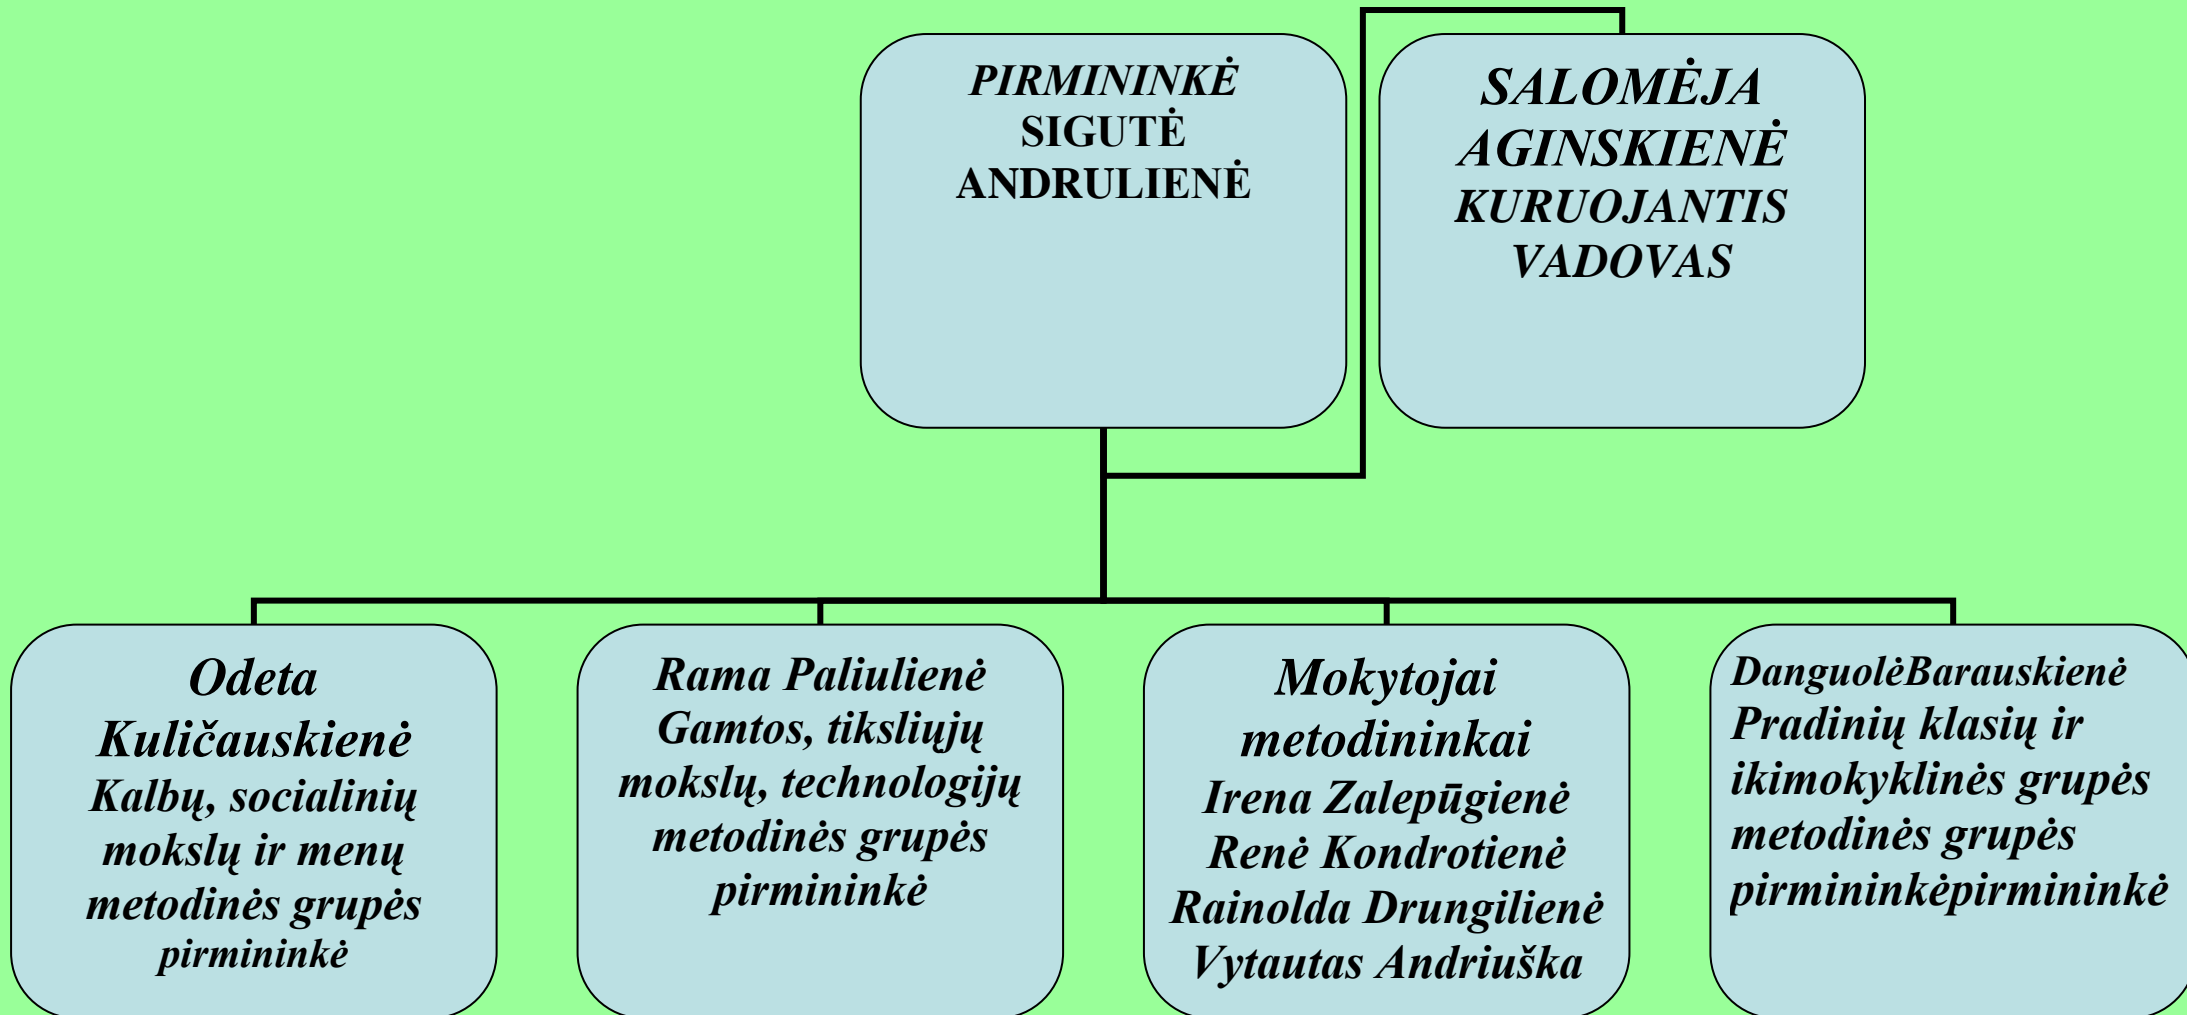 PIRMININKĖ
SIGUTĖ
ANDRULIENĖ
SALOMĖJA
AGINSKIENĖ
KURUOJANTIS
VADOVAS
Odeta
Kuličauskienė
Kalbų, socialinių
mokslų ir menų
metodinės grupės
pirmininkė
Rama Paliulienė
Gamtos, tiksliųjų
mokslų, technologijų
metodinės grupės
pirmininkė
Mokytojai
metodininkai
Irena Zalepūgienė
Renė Kondrotienė
Rainolda Drungilienė
Vytautas Andriuška
DanguolėBarauskienė
Pradinių klasių ir
ikimokyklinės grupės
metodinės grupės
pirmininkėpirmininkė